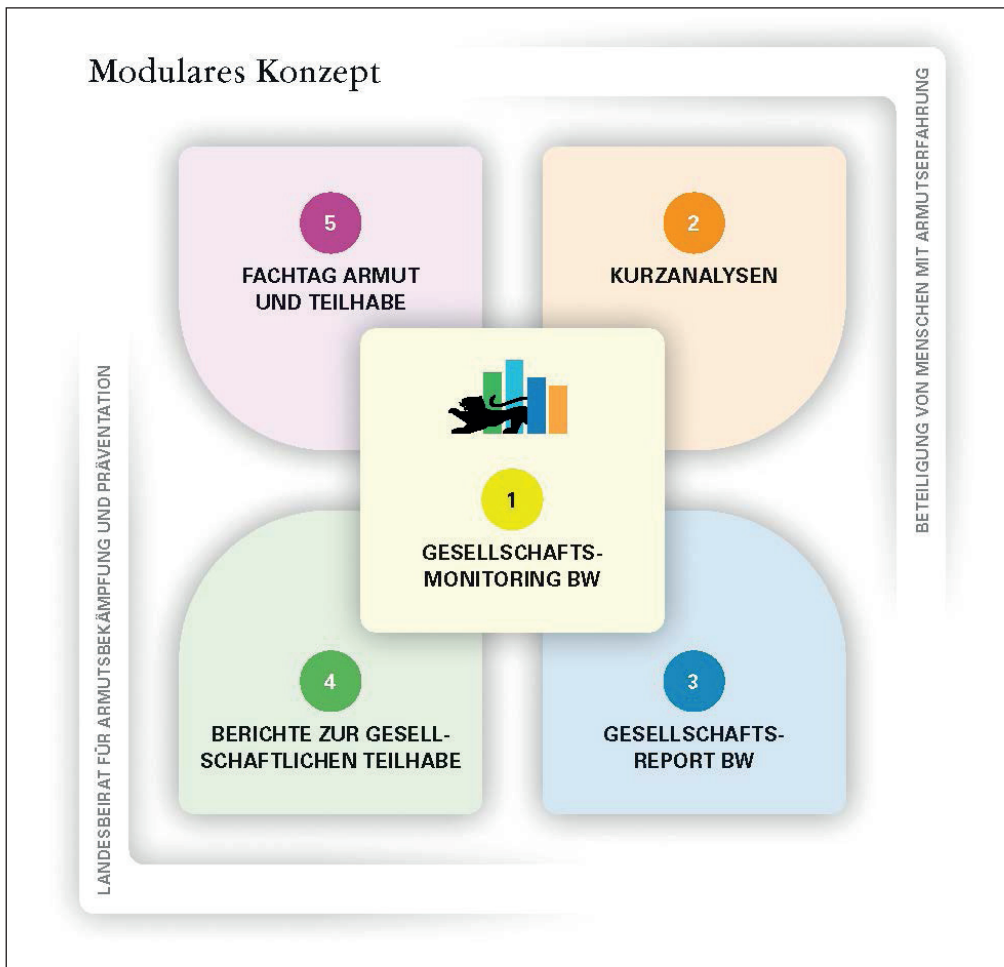 Modulares Konzept
5
FACHTAG ARMUT
UND TEILHABE
2
KURZANALYSEN
1
GESELLSCHAFTS-
MONITORING BW
4
BERICHTE ZUR GESELL-
SCHAFTLICHEN TEILHABE
3
GESELLSCHAFTS-
REPORT BW
LANDESBEIRAT FÜR ARMUTSBEKÄMPFUNG UND PRÄVENTATION
BETEILIGUNG VON MENSCHEN MIT ARMUTSERFAHRUNG